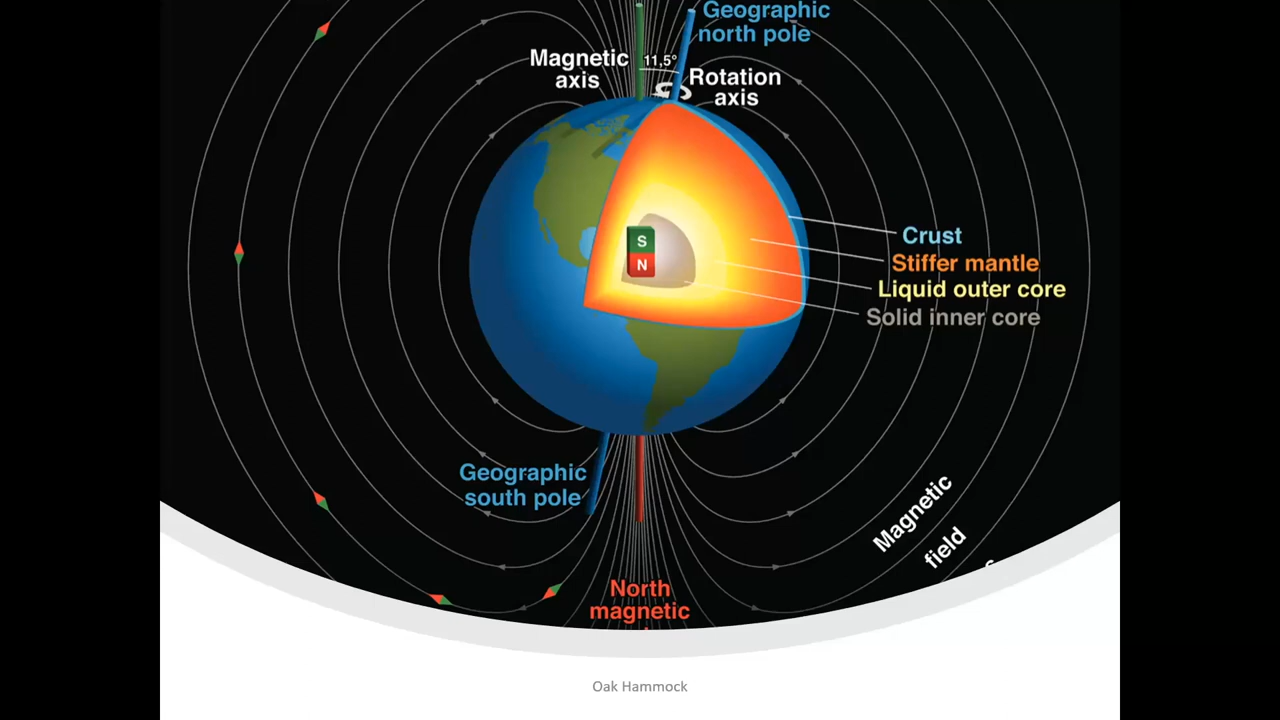 Geographic
north pole
Magnetic
axis
11,5°
Rotation
axis
S
N
Crust
Stiffer mantle
Liquid outer core
Solid inner core
Geographic
south pole
Magnetic
field
North
magnetic
Oak Hammock